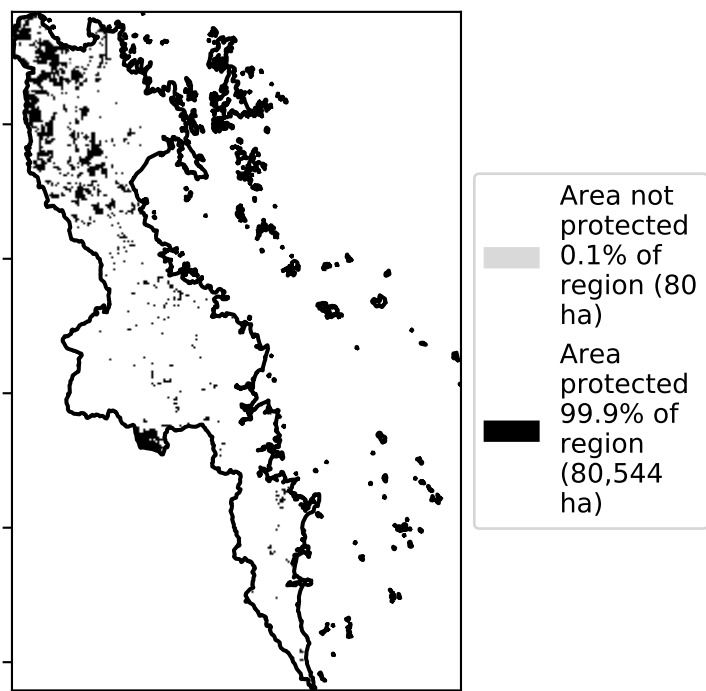 Area not
protected
0.1% of
region (80
ha)
Area
protected
99.9% of
region
(80,544
ha)